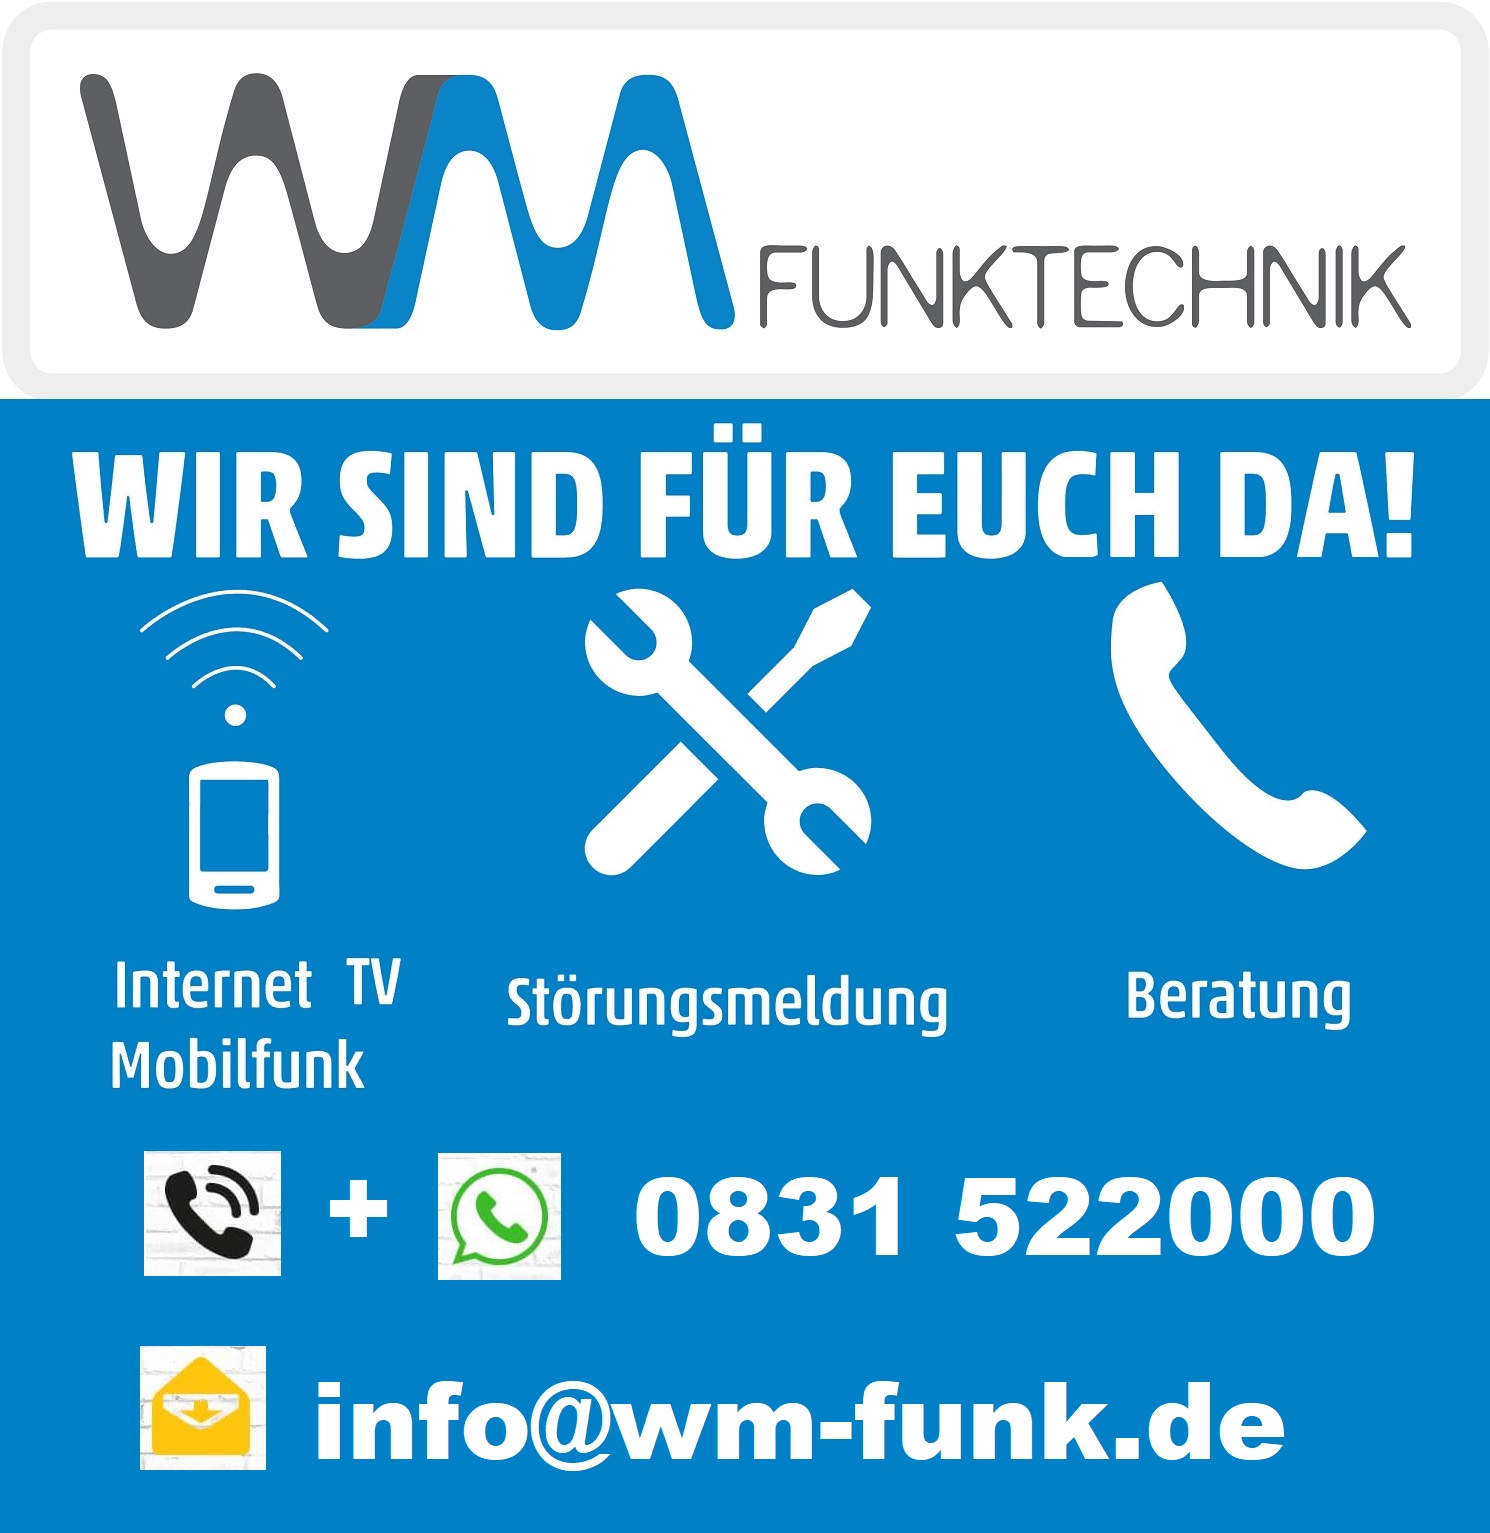 WM FUNKTECHNIK
WIR SIND FÜR EUCH DA!
Internet TV
Mobilfunk
Störungsmeldung
Beratung
+ 0831 522000
info@wm-funk.de